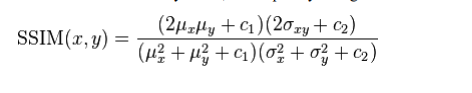 SSIM(x, y) = \frac{(2\mu_x\mu_y + c_1)(2\sigma_{xy} + c_2)}{(\mu_x^2 + \mu_y^2 + c_1)(\sigma_x^2 + \sigma_y^2 + c_2)}